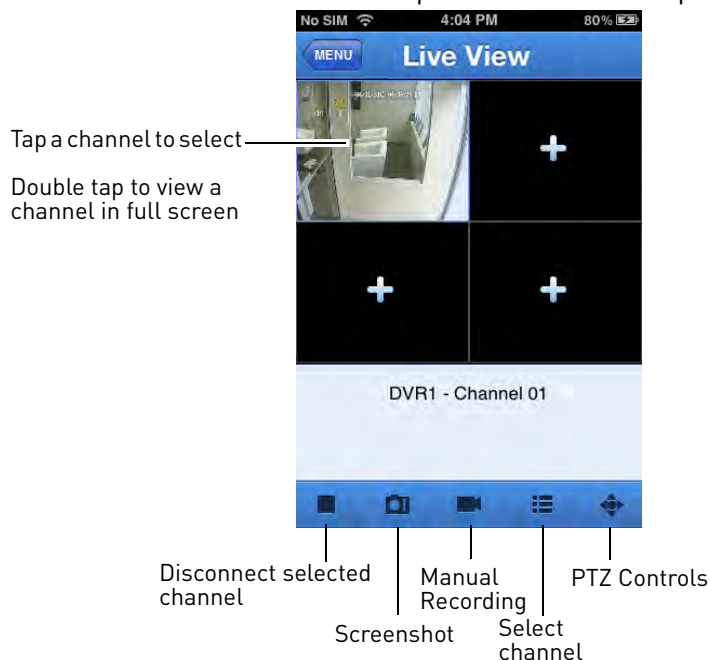 No SIM 4:04 PM 80%
MENU Live View
Tap a channel to select
Double tap to view a
channel in full screen
DVR1 - Channel 01
Disconnect selected
channel
Screenshot
Manual
Recording
Select
channel
PTZ Controls